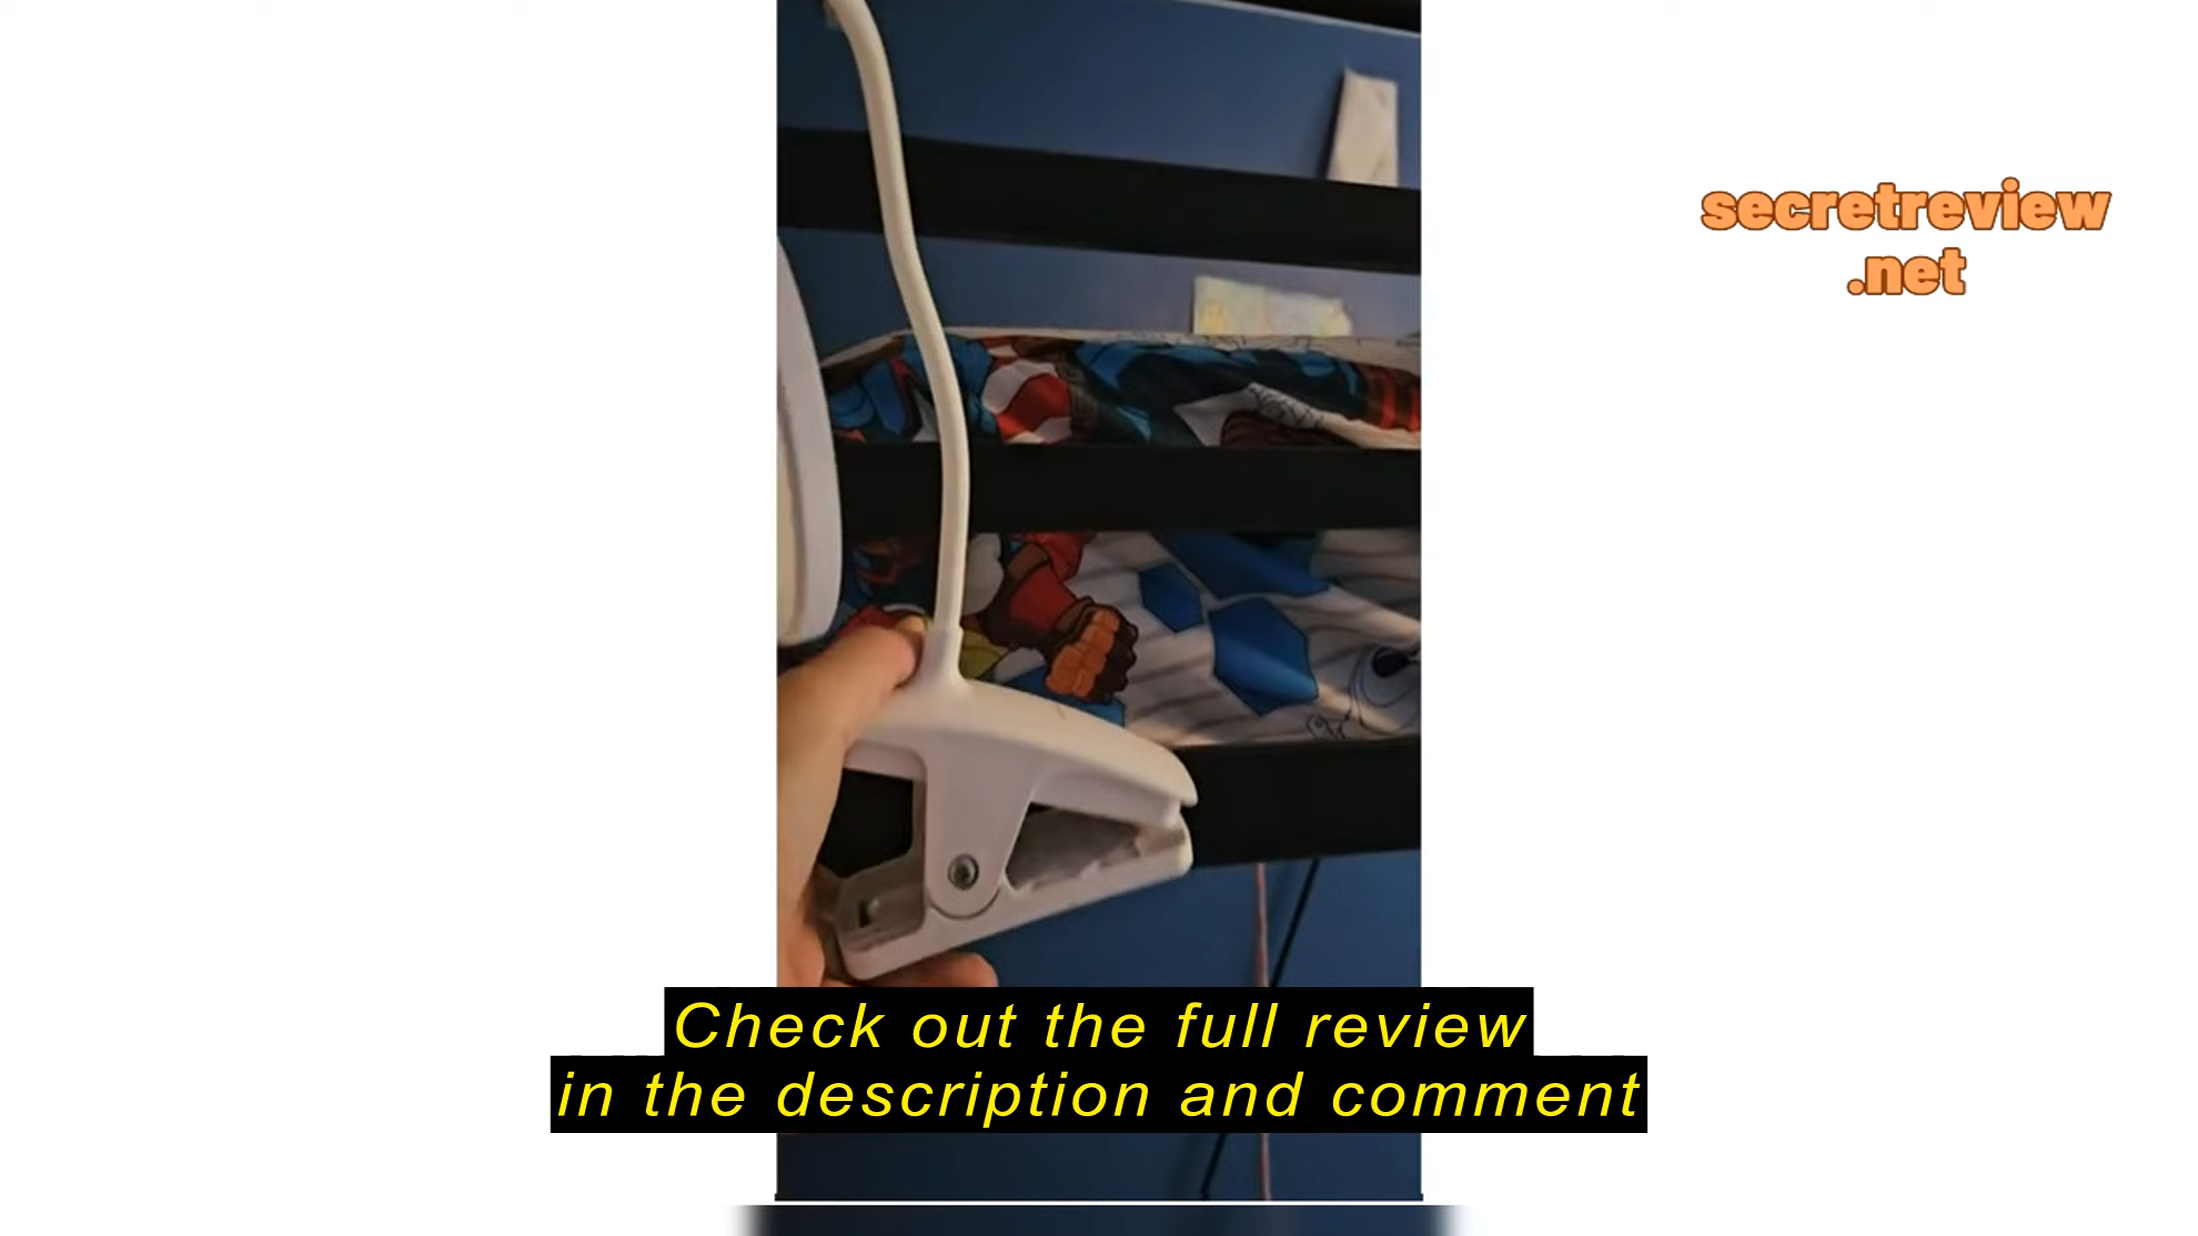 secretreview
.net
Check out the full review
in the description and comment